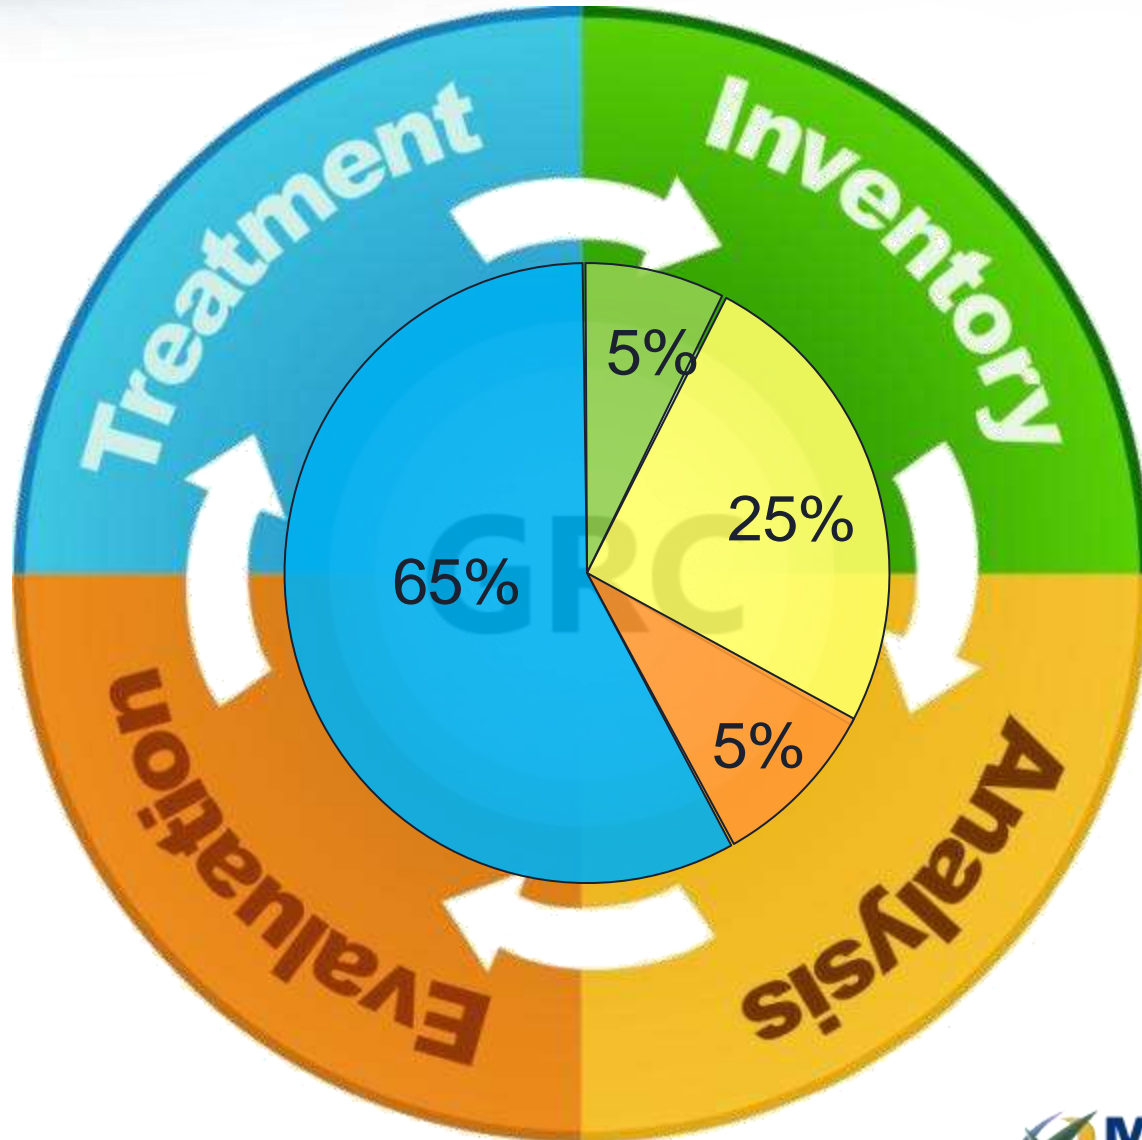 Treatment
Inventory
5%
25%
GRC
65%
5%
Evaluation
Analysis
M